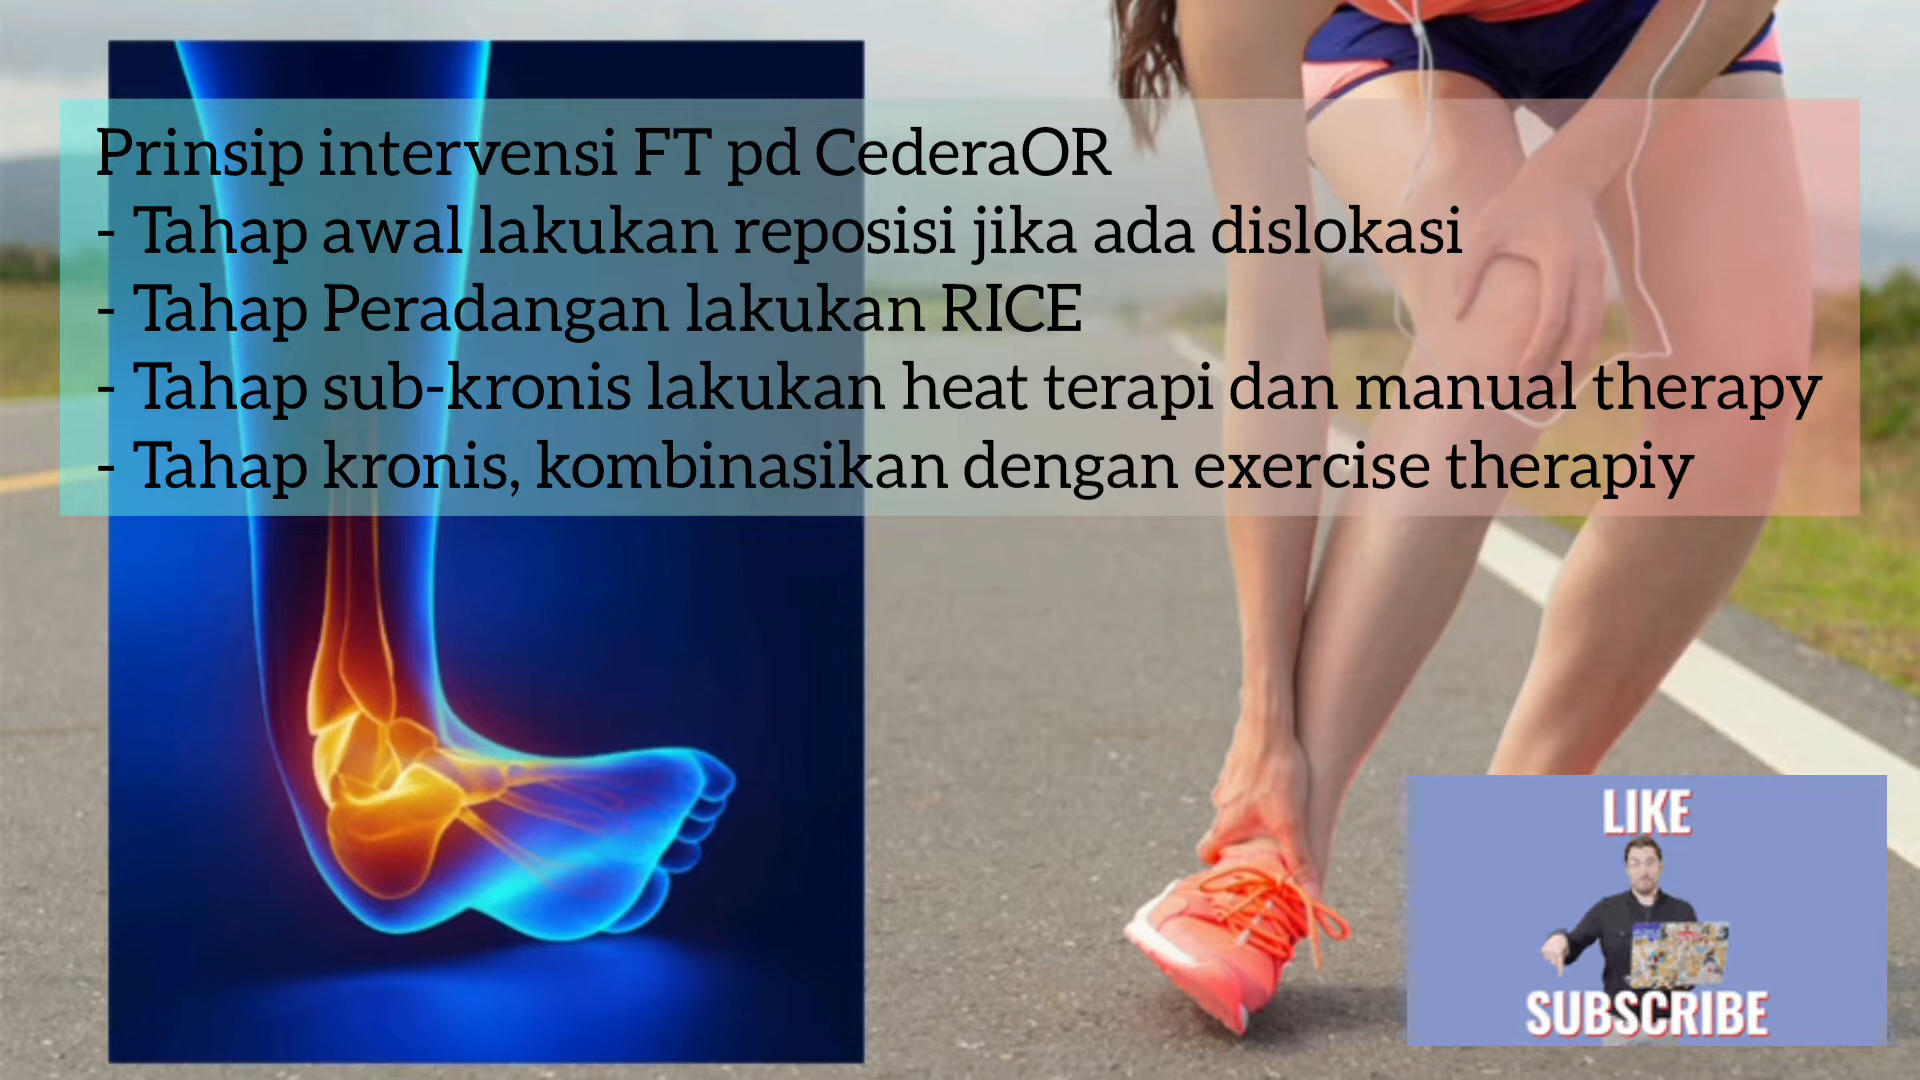 Prinsip intervensi FT pd CederaOR
- Tahap awal lakukan reposisi jika ada dislokasi
- Tahap Peradangan lakukan RICE
- Tahap sub-kronis lakukan heat terapi dan manual therapy
- Tahap kronis, kombinasikan dengan exercise therapiy
LIKE
SUBSCRIBE